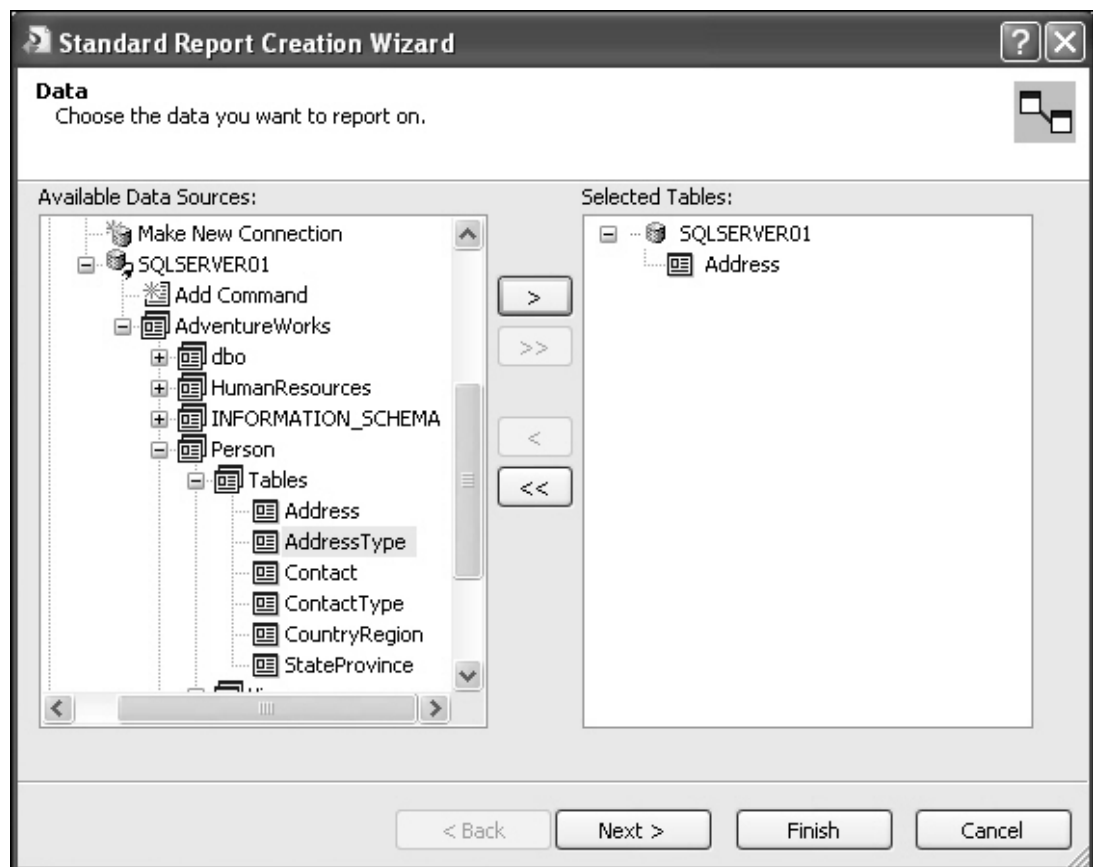 Standard Report Creation Wizard
Data
Choose the data you want to report on.
Available Data Sources:
Make New Connection
SQLSERVER01
Add Command
AdventureWorks
dbo
HumanResources
INFORMATION_SCHEMA
Person
Tables
Address
AddressType
Contact
ContactType
CountryRegion
StateProvince
>
>>
<
<<
Selected Tables:
SQLSERVER01
Address
< Back
Next >
Finish
Cancel